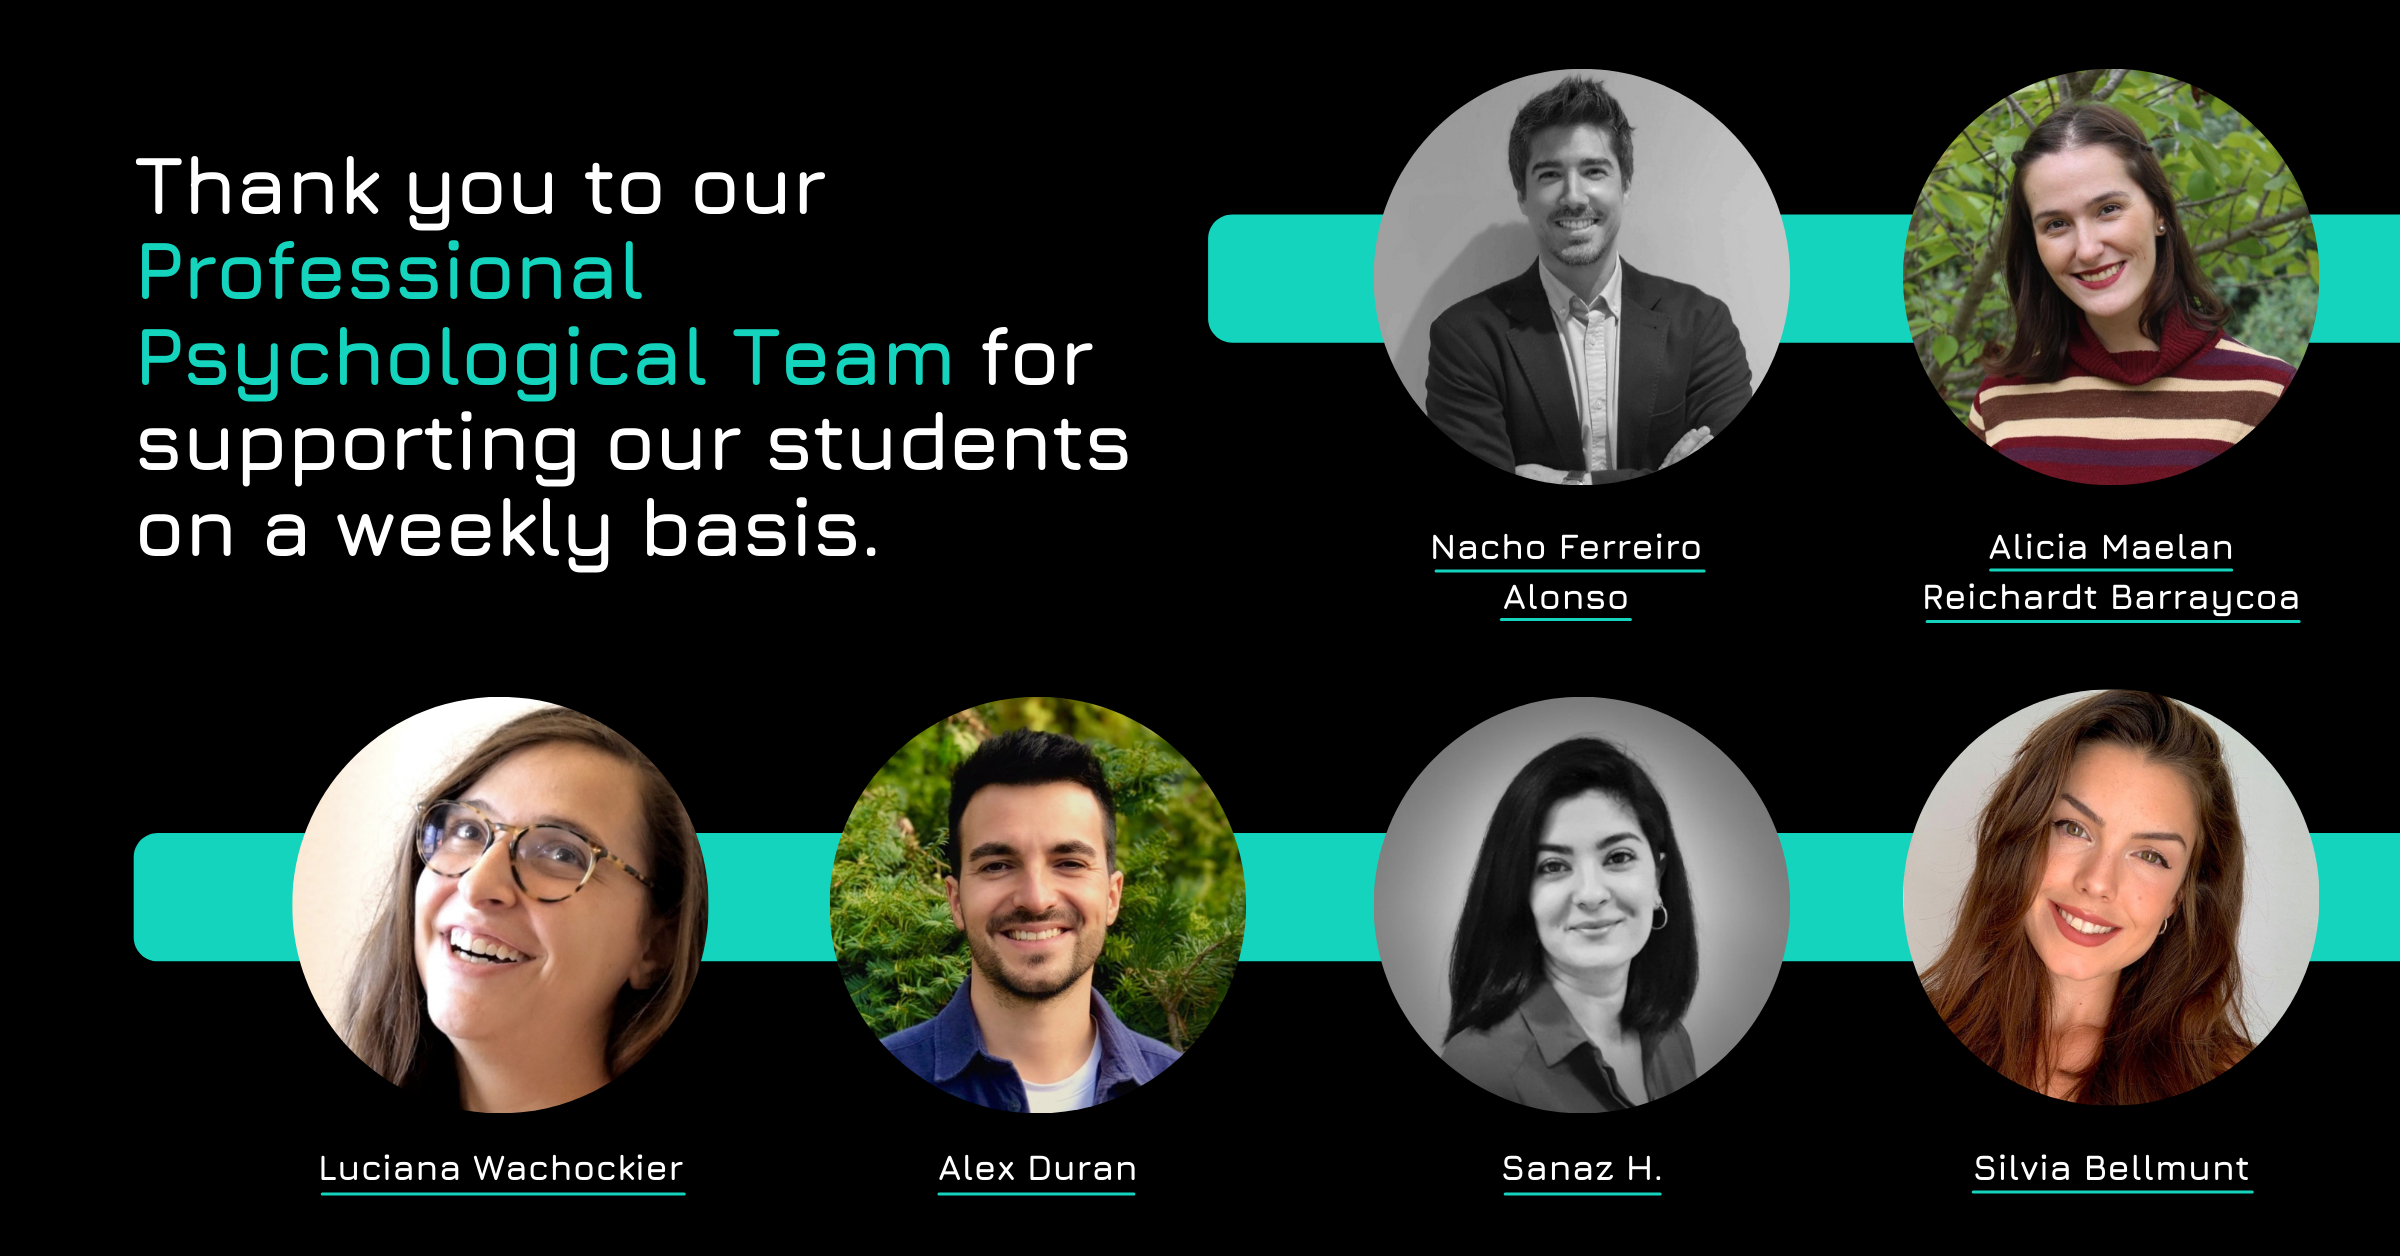 Thank you to our
Professional
Psychological Team for
supporting our students
on a weekly basis.
Nacho Ferreiro
Alonso
Alicia Maelan
Reichardt Barraycoa
Luciana Wachockier
Alex Duran
Sanaz H.
Silvia Bellmunt